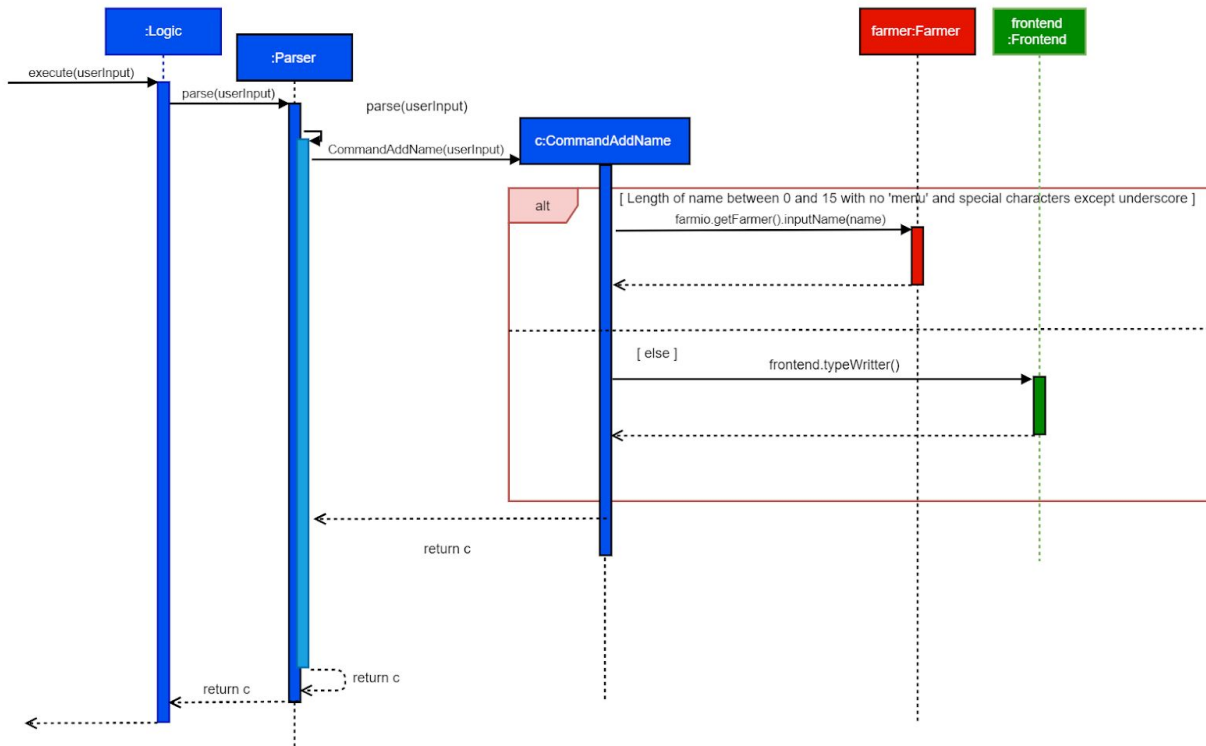 :Logic
:Parser
farmer:Farmer
frontend
:Frontend
execute(userInput)
parse(userInput)
parse(userInput)
CommandAddName(userInput)
c:CommandAddName
alt
[ Length of name between 0 and 15 with no 'menu' and special characters except underscore ]
farmio.getFarmer().inputName(name)
[ else ]
frontend.typeWritter()
return c
return c
return c